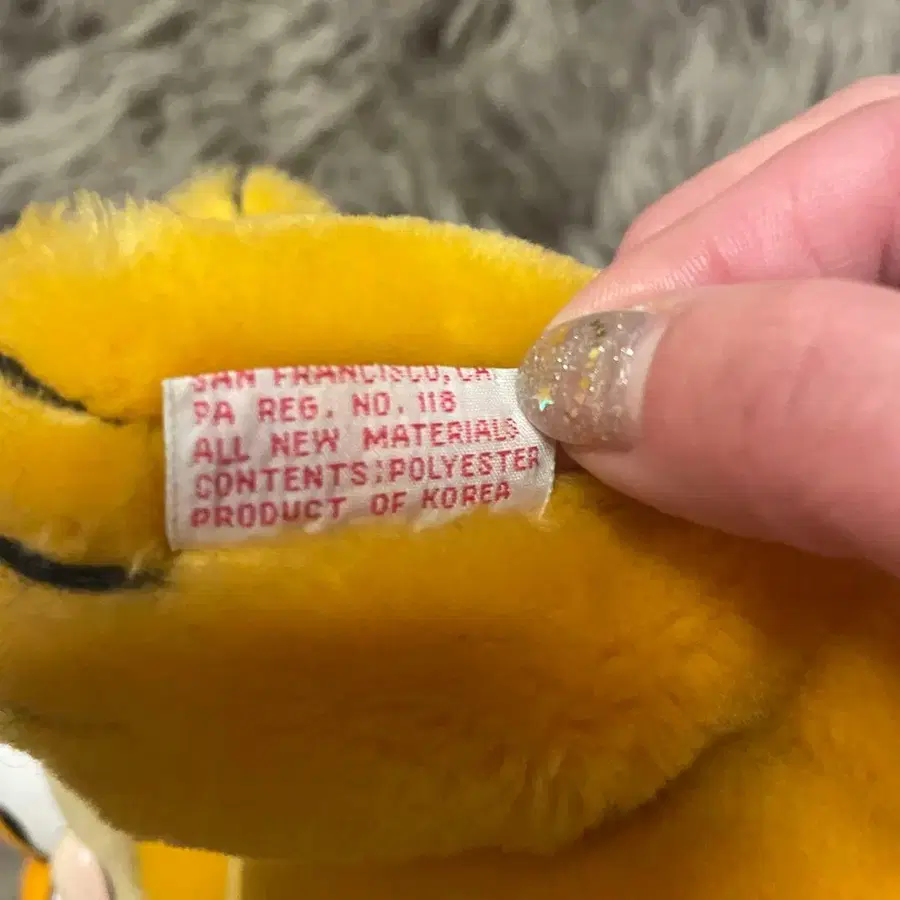 SAN FRANCISCO, CA
PA REG. NO. 118
ALL NEW MATERIALS
CONTENTS:POLYESTER
PRODUCT OF KOREA